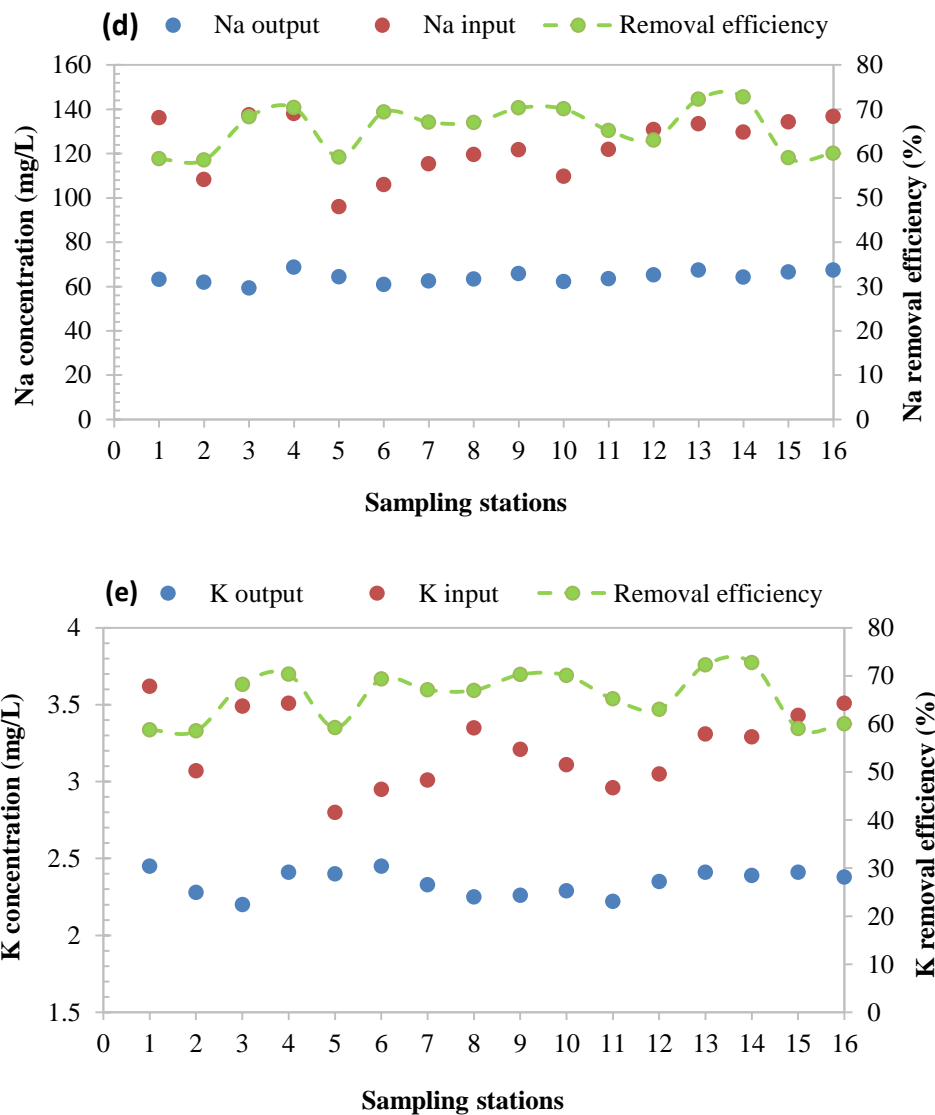 (d) Na output Na input Removal efficiency
160 80
140 70
120 60
100 50
80 40
60 30
40 20
20 10
0 0
0 1 2 3 4 5 6 7 8 9 10 11 12 13 14 15 16
Na concentration (mg/L)
Na removal efficiency (%)
Sampling stations
(e) K output K input Removal efficiency
4 80
70
3.5 60
3 50
40
2.5 30
2 20
10
1.5 0
0 1 2 3 4 5 6 7 8 9 10 11 12 13 14 15 16
K concentration (mg/L)
K removal efficiency (%)
Sampling stations